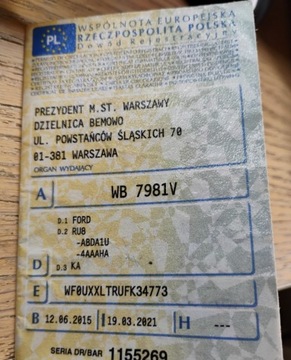 WSPÓLNOTA EUROPEJSKA
PL
RZECZPOSPOLITA POLSKA
Dowód Rejestracyjny
PREZYDENT M.ST. WARSZAWY
DZIELNICA BEMOWO
UL. POWSTAŃCÓW ŚLĄSKICH 70
01-381 WARSZAWA
ORGAN WYDAJĄCY
A WB 7981V
D.1 FORD
D.2 RU8
-ABDA1U
-4AAAHA
D D.3 KA
E WF0UXXLTRUFK34773
B 12.06.2015 I 19.03.2021 H ---
SERIA DR/BAR 1155269